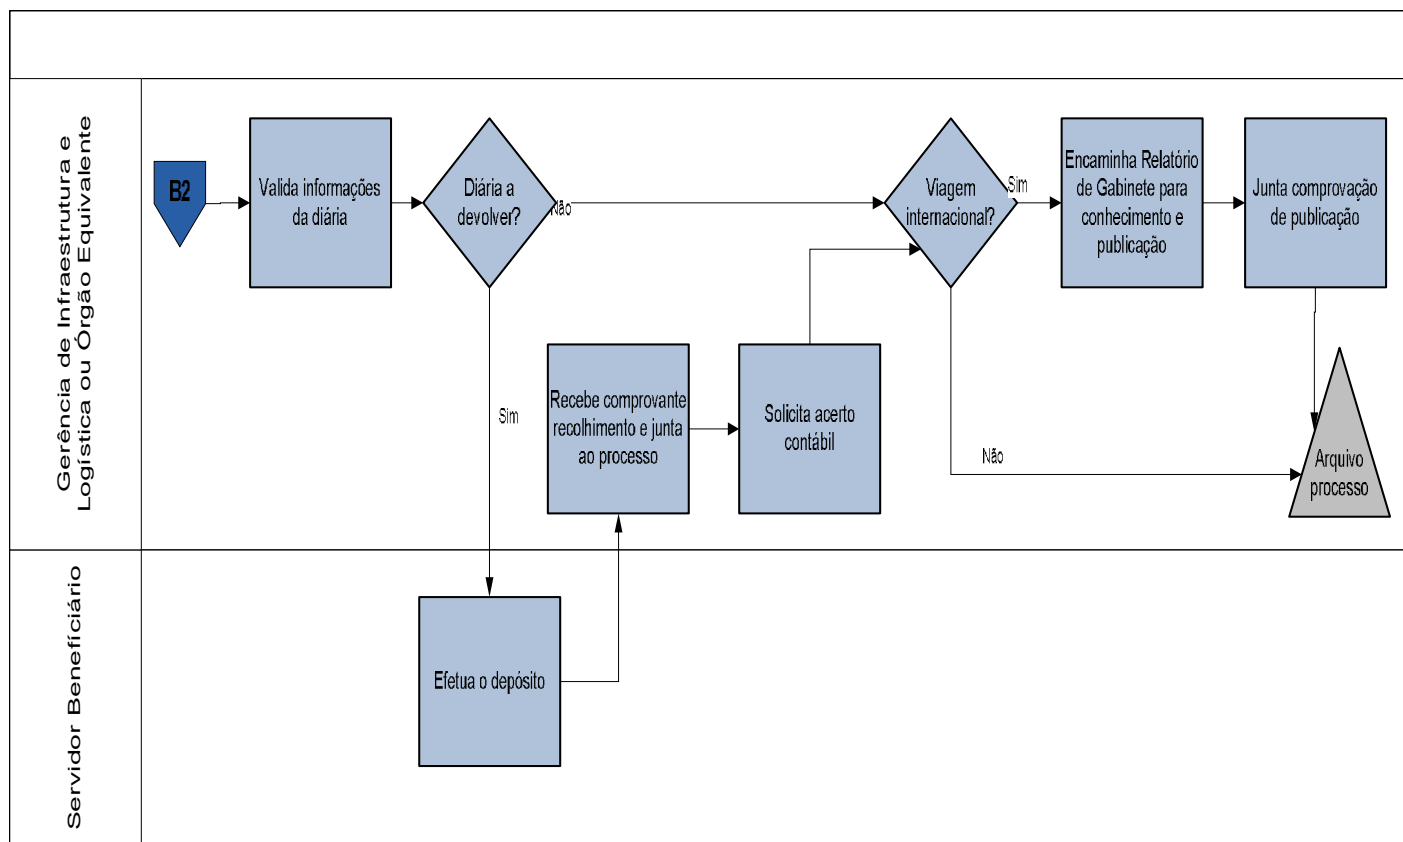 Gerência de Infraestrutura e
Logística ou Órgão Equivalente
B2
Valida informações
da diária
Diária a
devolver?
Não
Viagem
internacional?
Sim
Encaminha Relatório
de Gabinete para
conhecimento e
publicação
Junta comprovação
de publicação
Sim
Recebe comprovante
recolhimento e junta
ao processo
Solicita acerto
contábil
Não
Arquivo
processo
Servidor Benefíciário
Efetua o depósito